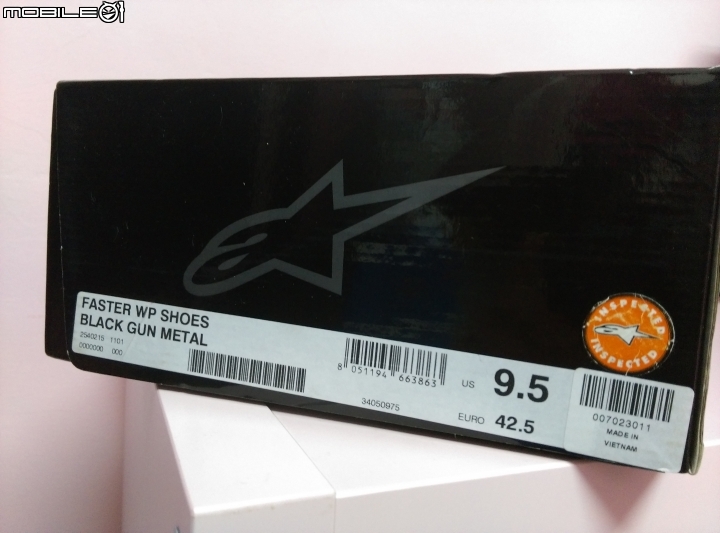 MOBILE01
FASTER WP SHOES
BLACK GUN METAL
2540215 1101
0000000 000
8 051194 663863
34050975
US 9.5
EURO 42.5
INSPECTED
INSPECTED
007023011
MADE IN
VIETNAM